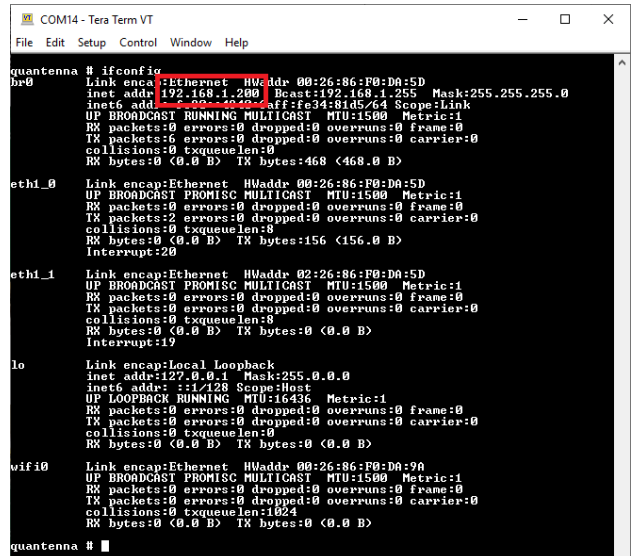 COM14 - Tera Term VT
File Edit Setup Control Window Help
quantenna # ifconfig
br0 Link encap:Ethernet HWaddr 00:26:86:F0:DA:5D
inet addr:192.168.1.200 Bcast:192.168.1.255 Mask:255.255.255.0
inet6 addr: :aff:fe34:81d5/64 Scope:Link
UP BROADCAST RUNNING MULTICAST MTU:1500 Metric:1
RX packets:0 errors:0 dropped:0 overruns:0 frame:0
TX packets:6 errors:0 dropped:0 overruns:0 carrier:0
collisions:0 txqueuelen:0
RX bytes:0 (0.0 B) TX bytes:468 (468.0 B)
eth1_0 Link encap:Ethernet HWaddr 00:26:86:F0:DA:5D
UP BROADCAST PROMISC MULTICAST MTU:1500 Metric:1
RX packets:0 errors:0 dropped:0 overruns:0 frame:0
TX packets:2 errors:0 dropped:0 overruns:0 carrier:0
collisions:0 txqueuelen:8
RX bytes:0 (0.0 B) TX bytes:156 (156.0 B)
Interrupt:20
eth1_1 Link encap:Ethernet HWaddr 02:26:86:F0:DA:5D
UP BROADCAST PROMISC MULTICAST MTU:1500 Metric:1
RX packets:0 errors:0 dropped:0 overruns:0 frame:0
TX packets:0 errors:0 dropped:0 overruns:0 carrier:0
collisions:0 txqueuelen:8
RX bytes:0 (0.0 B) TX bytes:0 (0.0 B)
Interrupt:19
lo Link encap:Local Loopback
inet addr:127.0.0.1 Mask:255.0.0.0
inet6 addr: ::1/128 Scope:Host
UP LOOPBACK RUNNING MTU:16436 Metric:1
RX packets:0 errors:0 dropped:0 overruns:0 frame:0
TX packets:0 errors:0 dropped:0 overruns:0 carrier:0
collisions:0 txqueuelen:0
RX bytes:0 (0.0 B) TX bytes:0 (0.0 B)
wifi0 Link encap:Ethernet HWaddr 00:26:86:F0:DA:9A
UP BROADCAST PROMISC MULTICAST MTU:1500 Metric:1
RX packets:0 errors:0 dropped:0 overruns:0 frame:0
TX packets:0 errors:0 dropped:0 overruns:0 carrier:0
collisions:0 txqueuelen:1024
RX bytes:0 (0.0 B) TX bytes:0 (0.0 B)
quantenna #